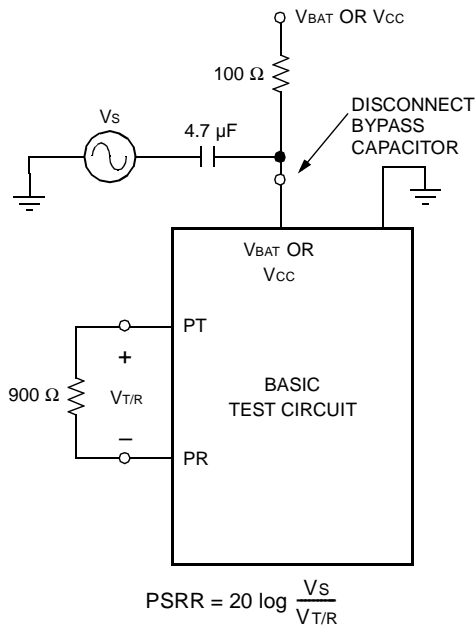 VBAT OR VCC
100 Ω
DISCONNECT
BYPASS
CAPACITOR
VS
4.7 µF
VBAT OR
VCC
PT
+
900 Ω
VT/R
BASIC
TEST CIRCUIT
–
PR
PSRR = 20 log VS
VT/R